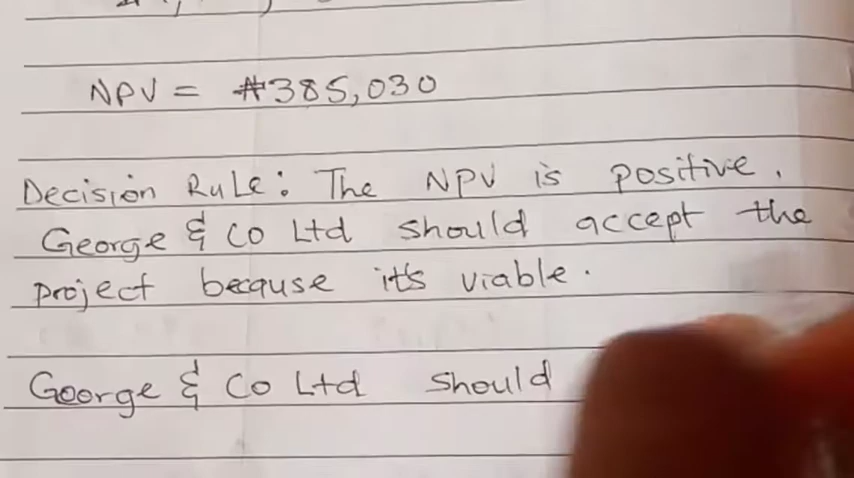 NPV = #385,030
Decision Rule: The NPV is positive.
George & Co Ltd should accept the
project because it's viable.
George & Co Ltd should